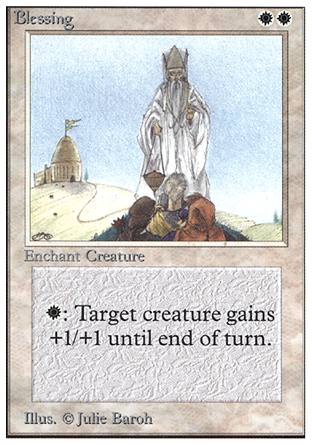 Blessing
Enchant Creature
: Target creature gains
+1/+1 until end of turn.
Illus. © Julie Baroh